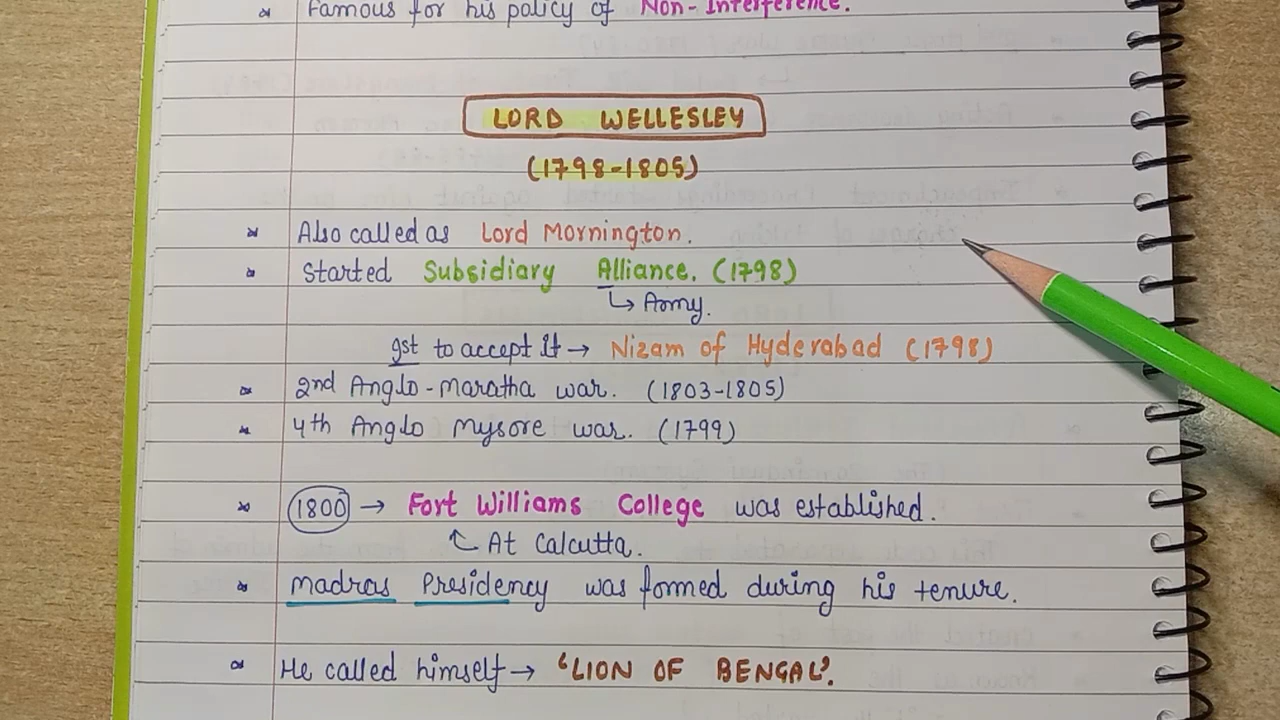 Famous for his policy of Non-Interference.
LORD WELLESLEY
(1798-1805)
Also called as Lord Mornington.
Started Subsidiary Alliance. (1798)
↳ Army.
1st to accept it → Nizam of Hyderabad (1798)
2nd Anglo-Maratha war. (1803-1805)
4th Anglo Mysore war. (1799)
1800 → Fort Williams College was established.
At Calcutta.
Madras Presidency was formed during his tenure.
He called himself → 'LION OF BENGAL'.